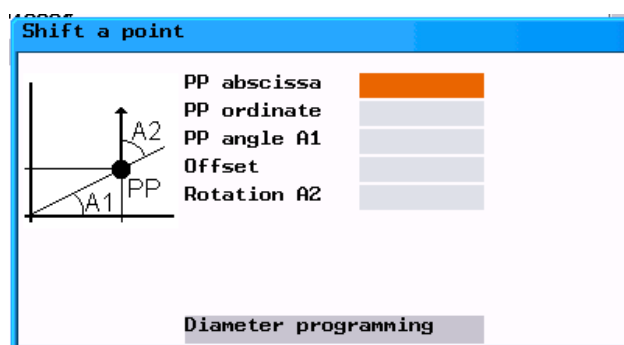 Shift a point
PP abscissa
PP ordinate
PP angle A1
Offset
Rotation A2
A2
PP
A1
Diameter programming